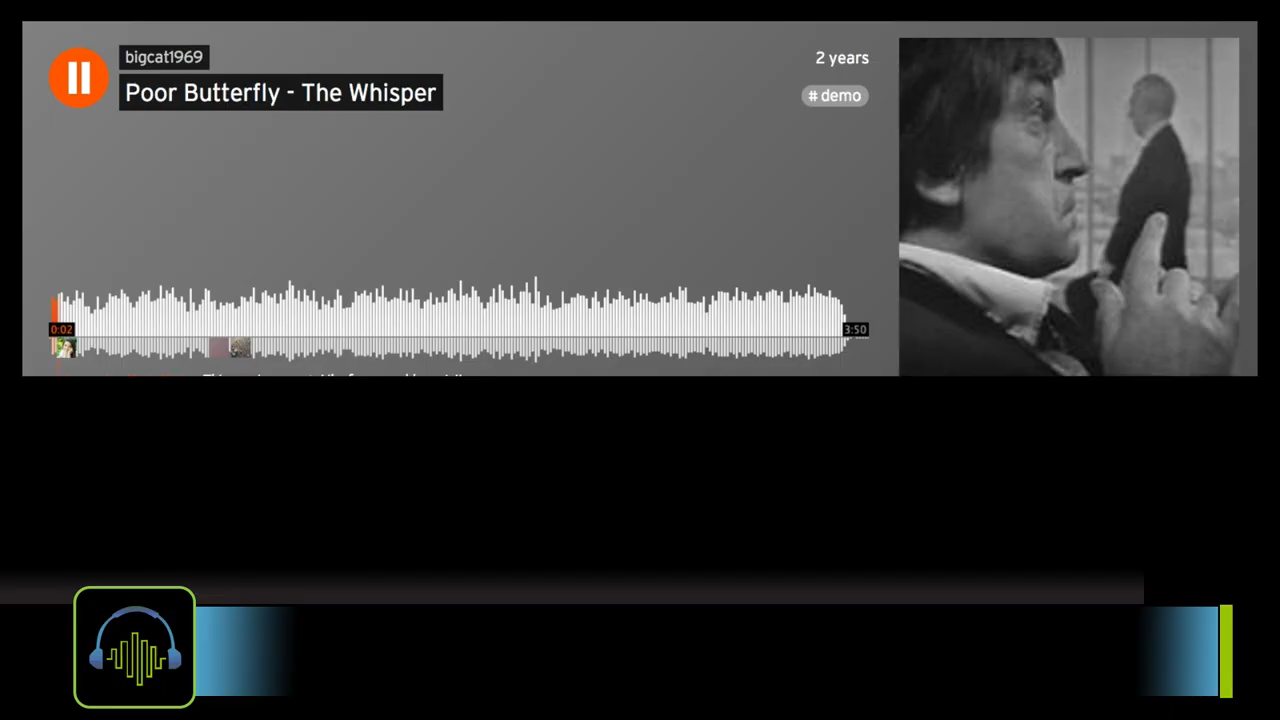 bigcat1969
Poor Butterfly - The Whisper
2 years
# demo
0:02
3:50